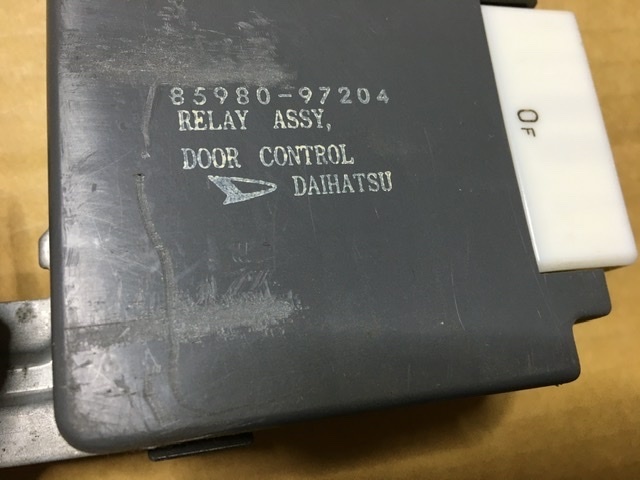 85980-97204
RELAY ASSY,
DOOR CONTROL
DAIHATSU
OF